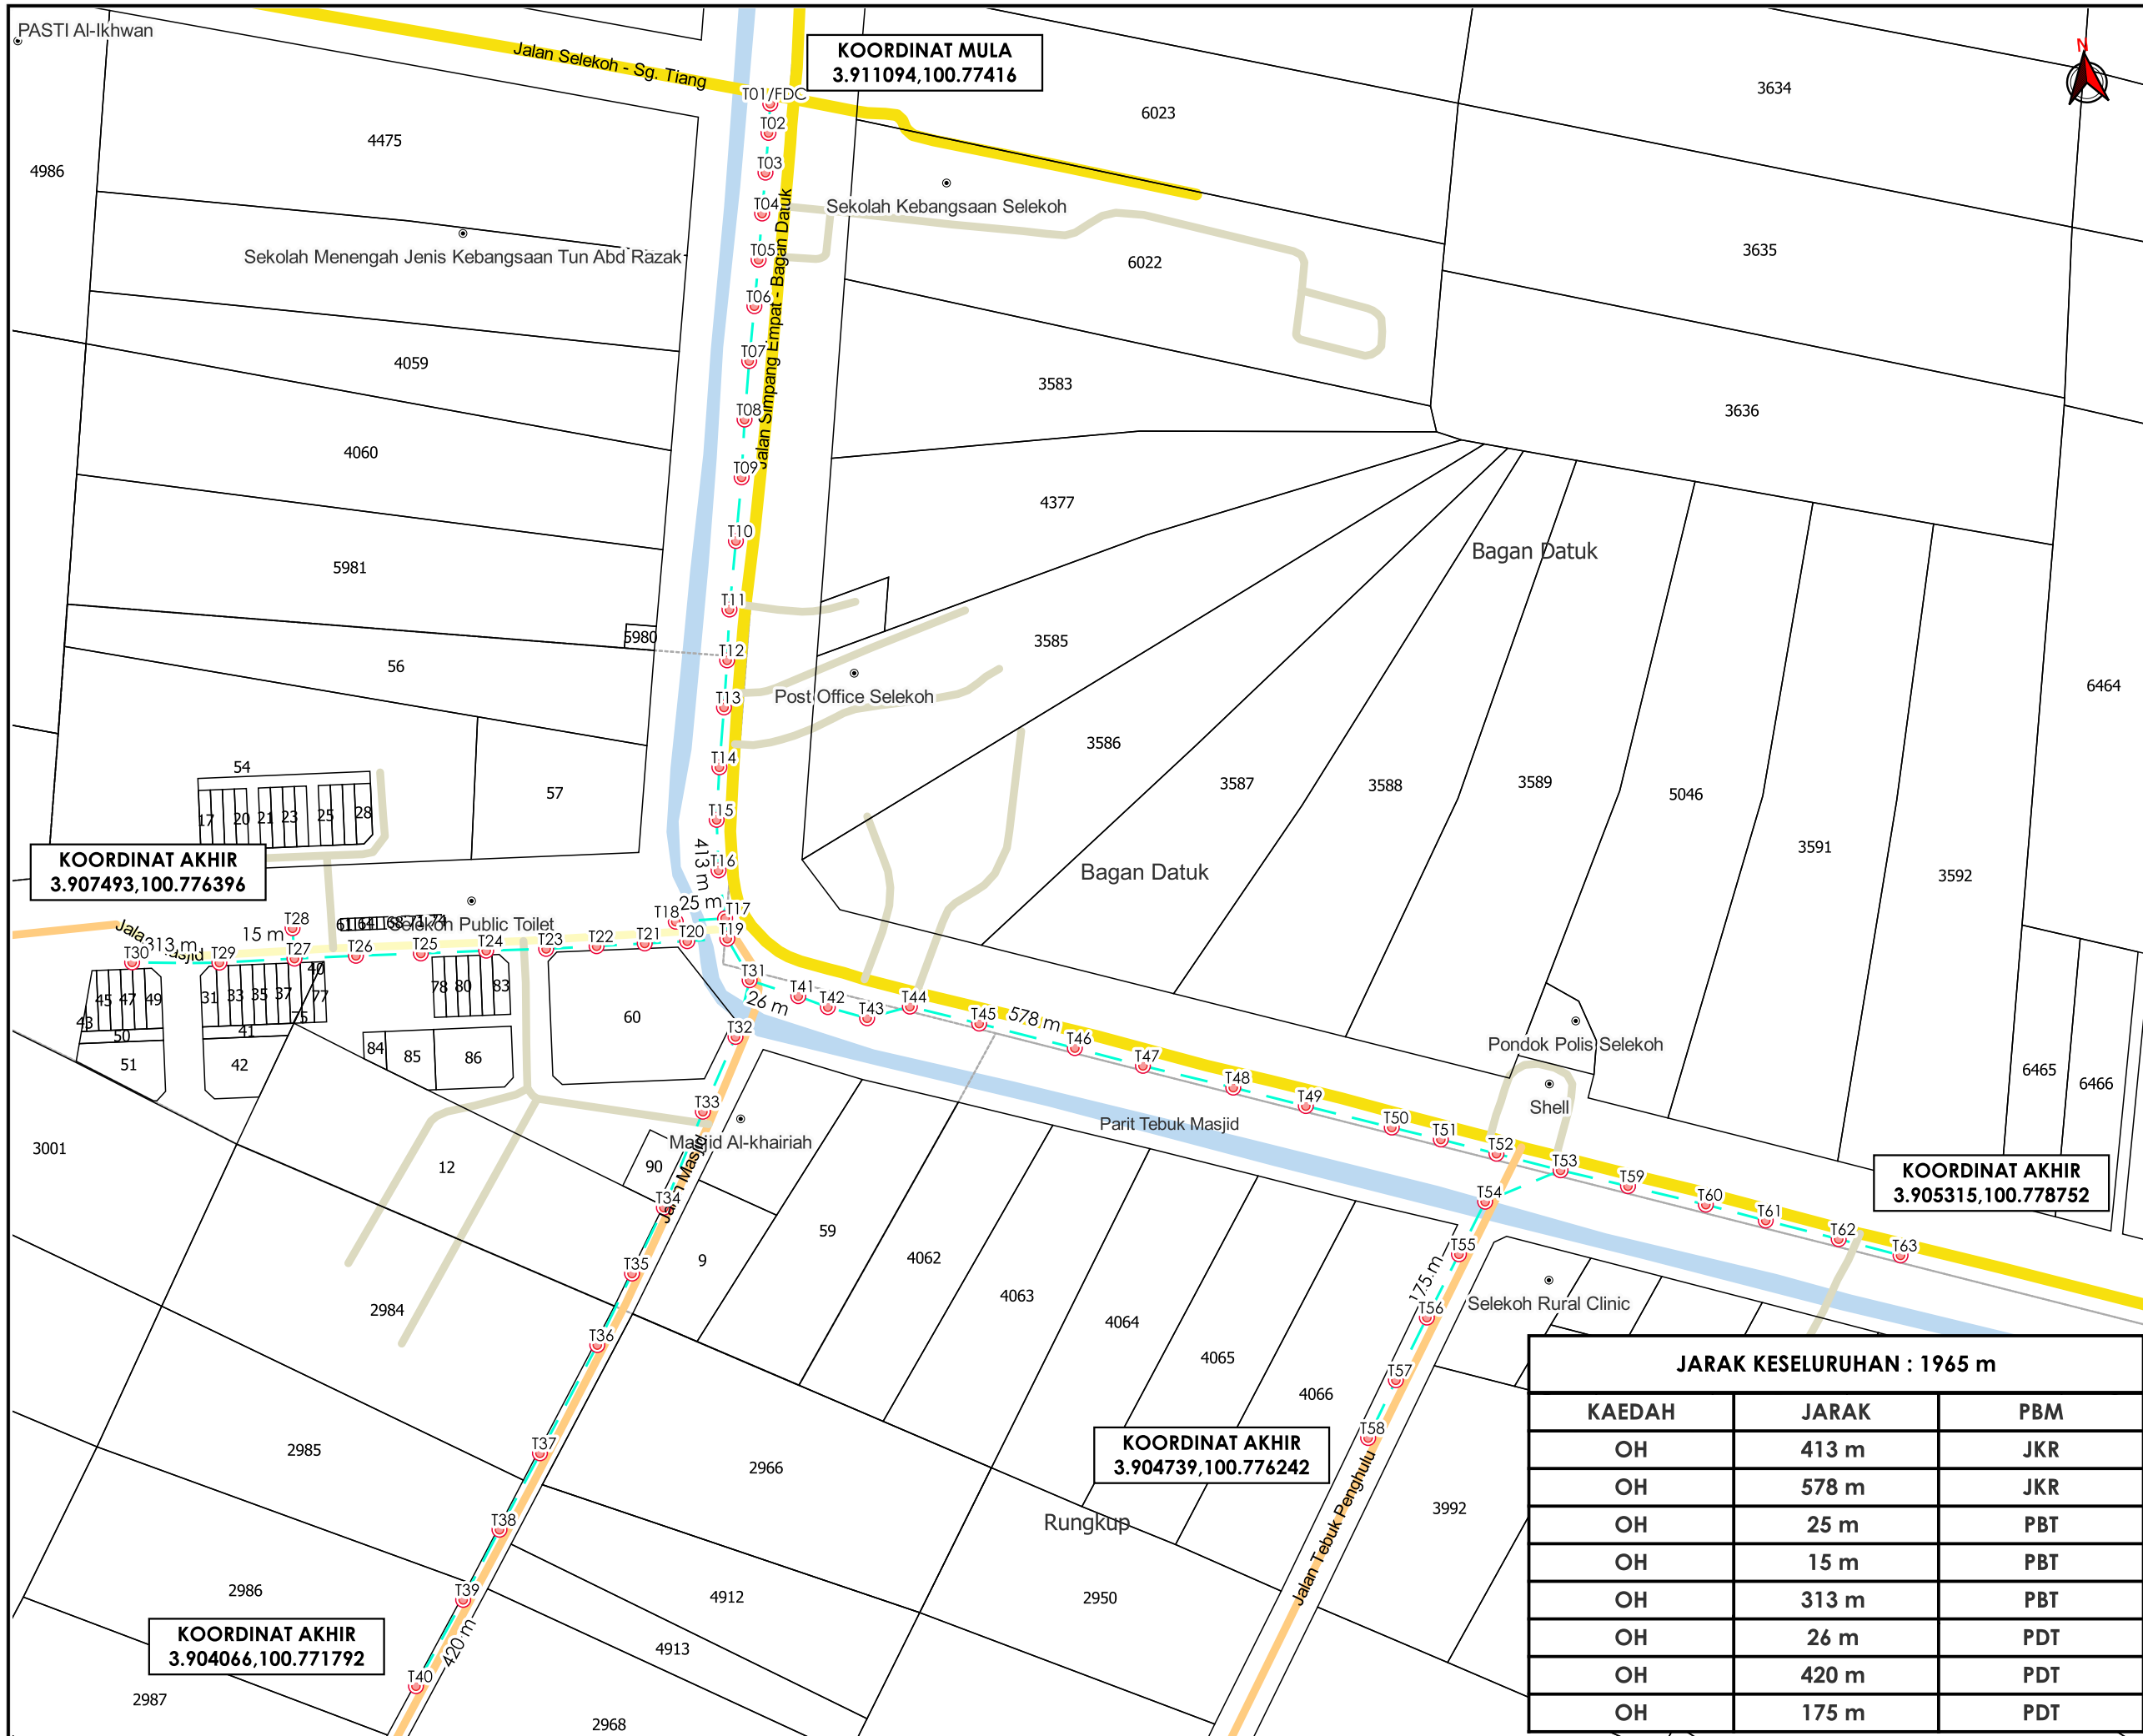 PASTI Al-Ikhwan
Jalan Selekoh - Sg. Tiang
KOORDINAT MULA
3.911094,100.77416
N
3634
6023
4475
4986
T01/FDC
T02
T03
T04
T05
T06
T07
T08
T09
T10
T11
T12
T13
T14
T15
T16
T17
Jalan Simpang Empat - Bagan Datuk
Sekolah Kebangsaan Selekoh
Sekolah Menengah Jenis Kebangsaan Tun Abd Razak
3635
6022
4059
3583
3636
4060
4377
Bagan Datuk
5981
5980
3585
56
Post Office Selekoh
6464
3586
3587
3588
3589
5046
54
57
17
20
21
23
25
28
413 m
3591
3592
Bagan Datuk
KOORDINAT AKHIR
3.907493,100.776396
T18
25 m
T28
15 m
Selekoh Public Toilet
313 m
T30
T29
T27
T26
T25
T24
T23
T22
T21
T20
T19
40
45
47
49
31
33
35
37
77
78
80
83
43
50
41
75
51
42
84
85
86
60
T31
26 m
T32
T41
T42
T43
T44
T45
578 m
T46
T47
T48
T49
T50
T51
T52
T53
T59
T60
T61
T62
T63
Pondok Polis Selekoh
Shell
6465
6466
Parit Tebuk Masjid
KOORDINAT AKHIR
3.905315,100.778752
T33
Masjid Al-khairiah
Jalan Masjid
3001
12
90
T34
T35
9
59
4062
4063
4064
4065
4066
T54
T55
175 m
T56
T57
T58
Selekoh Rural Clinic
2984
T36
2985
T37
2966
T38
KOORDINAT AKHIR
3.904739,100.776242
Rungkup
Jalan Tebuk Penghulu
3992
2986
T39
4912
2950
KOORDINAT AKHIR
3.904066,100.771792
420 m
4913
T40
2987
2968
JARAK KESELURUHAN : 1965 m
KAEDAH JARAK PBM
OH 413 m JKR
OH 578 m JKR
OH 25 m PBT
OH 15 m PBT
OH 313 m PBT
OH 26 m PDT
OH 420 m PDT
OH 175 m PDT